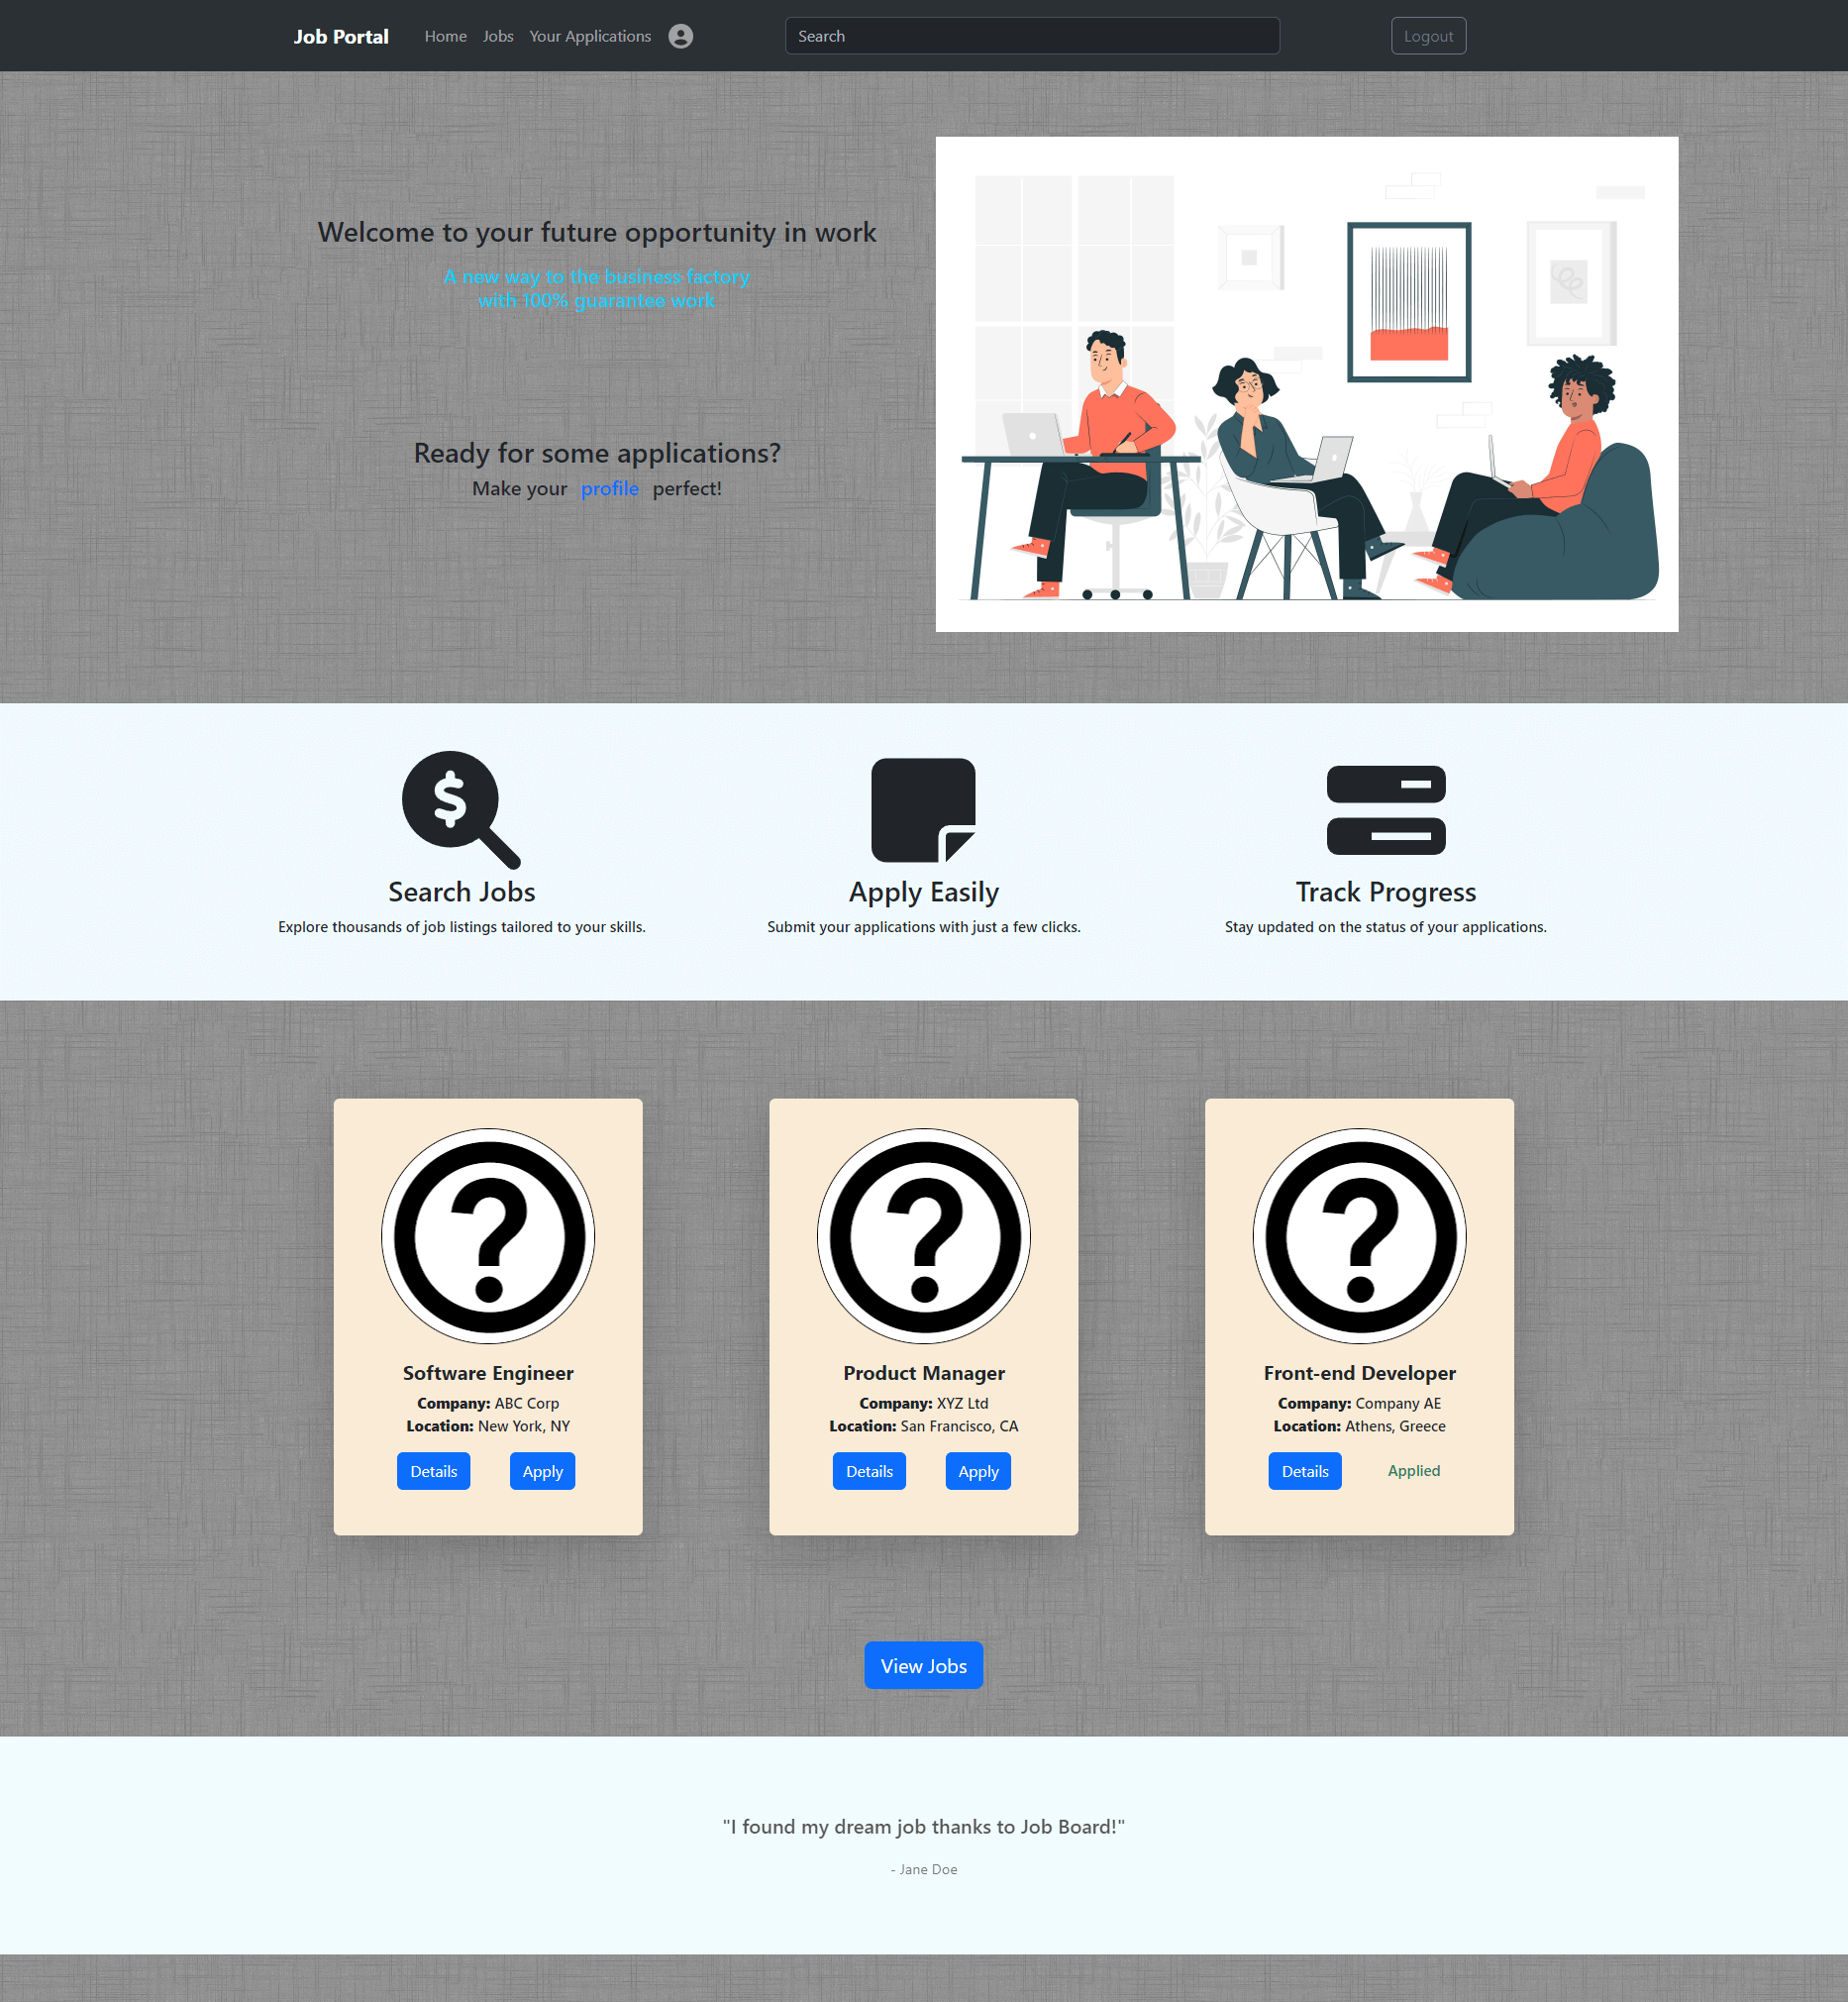 Job Portal Home Jobs Your Applications Search Logout
Welcome to your future opportunity in work
A new way to the business factory
with 100% guarantee work
Ready for some applications?
Make your profile perfect!
Search Jobs
Explore thousands of job listings tailored to your skills.
Apply Easily
Submit your applications with just a few clicks.
Track Progress
Stay updated on the status of your applications.
Software Engineer
Company: ABC Corp
Location: New York, NY
Details Apply
Product Manager
Company: XYZ Ltd
Location: San Francisco, CA
Details Apply
Front-end Developer
Company: Company AE
Location: Athens, Greece
Details Applied
View Jobs
"I found my dream job thanks to Job Board!"
- Jane Doe